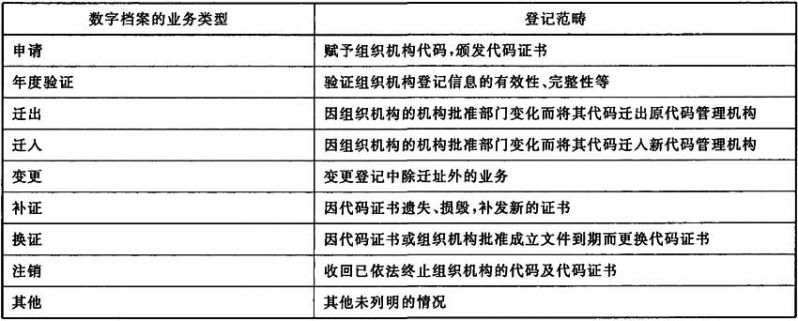 数字档案的业务类型 登记范畴
申请 赋予组织机构代码,颁发代码证书
年度验证 验证组织机构登记信息的有效性、完整性等
迁出 因组织机构的机构批准部门变化而将其代码迁出原代码管理机构
迁人 因组织机构的机构批准部门变化而将其代码迁人新代码管理机构
变更 变更登记中除迁址外的业务
补证 因代码证书遗失、损毁,补发新的证书
换证 因代码证书或组织机构批准成立文件到期而更换代码证书
注销 收回已依法终止组织机构的代码及代码证书
其他 其他未列明的情况